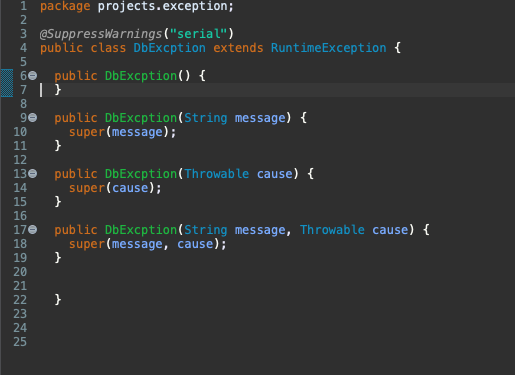 1 package projects.exception;
2
3 @SuppressWarnings("serial")
4 public class DbExcption extends RuntimeException {
5
6 public DbExcption() {
7 }
8
9 public DbExcption(String message) {
10 super(message);
11 }
12
13 public DbExcption(Throwable cause) {
14 super(cause);
15 }
16
17 public DbExcption(String message, Throwable cause) {
18 super(message, cause);
19 }
20
21
22 }
23
24
25